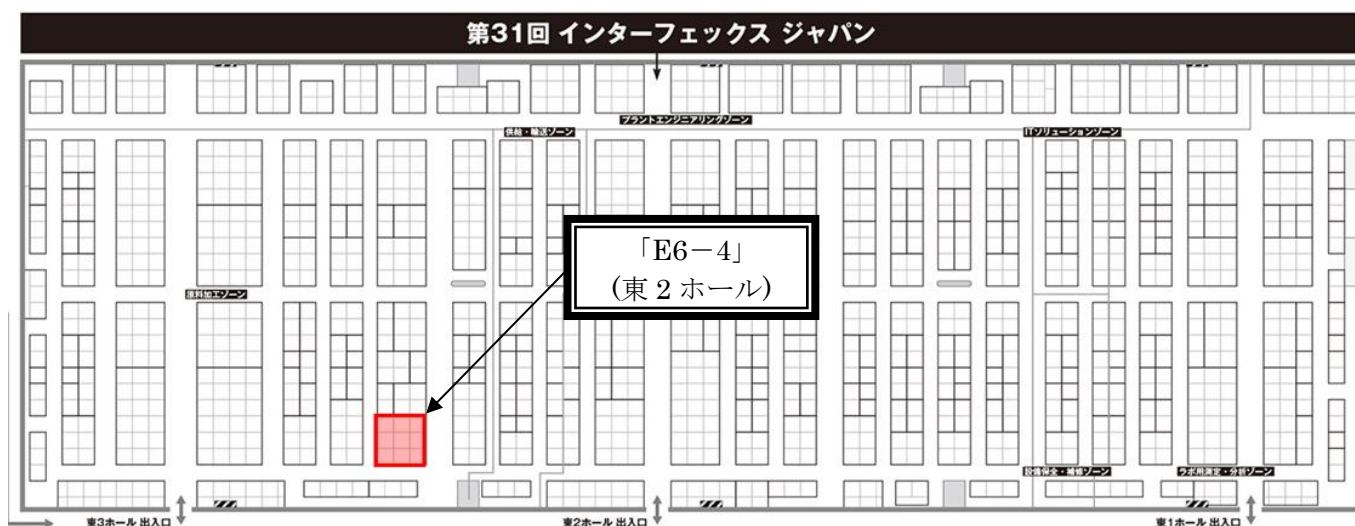 第31回 インターフェックス ジャパン
プラントエンジニアリングゾーン
供給・輸送ゾーン
ITソリューションゾーン
「E6-4」
(東2ホール)
原料加工ゾーン
設備保全・補修ゾーン
ラボ用測定・分析ゾーン
東3ホール 出入口
東2ホール 出入口
東1ホール 出入口